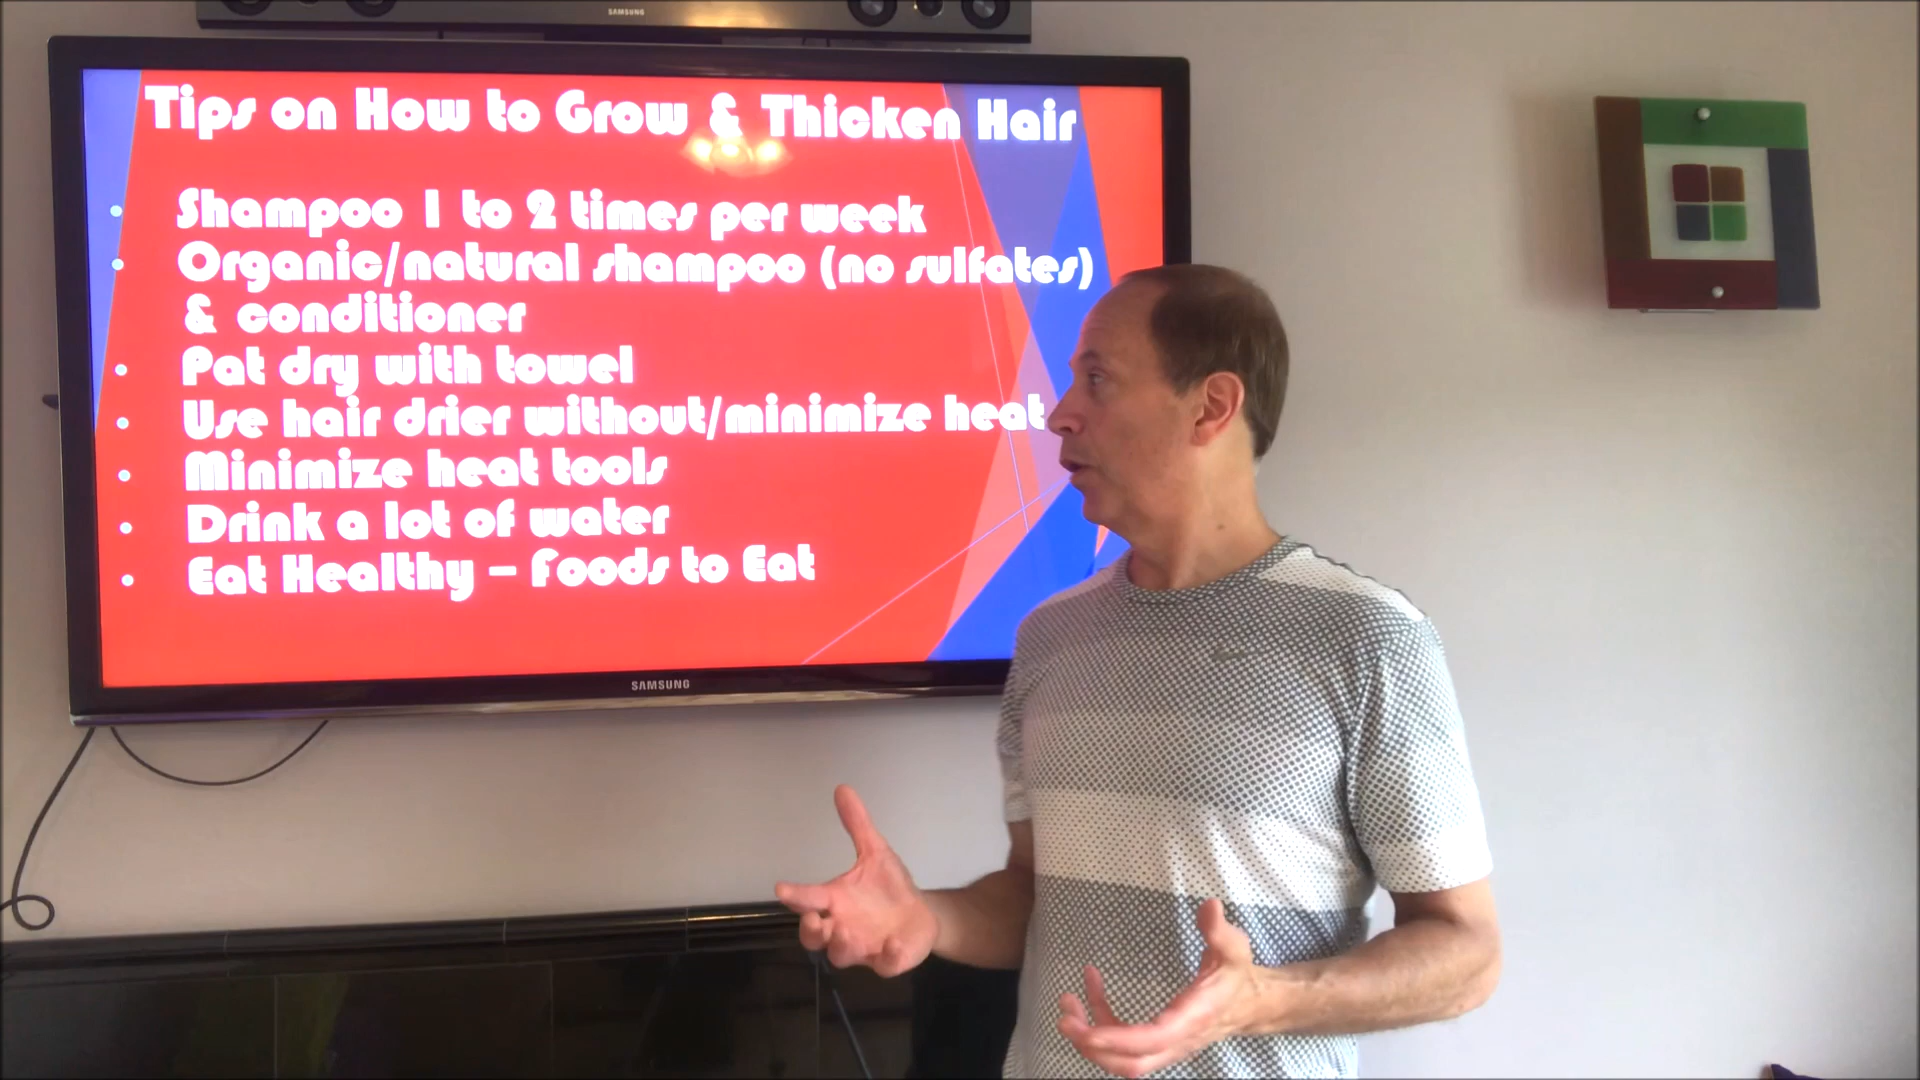 SAMSUNG
Tips on How to Grow & Thicken Hair
• Shampoo 1 to 2 times per week
• Organic/natural shampoo (no sulfates)
& conditioner
• Pat dry with towel
• Use hair drier without/minimize heat
• Minimize heat tools
• Drink a lot of water
• Eat Healthy – Foods to Eat
SAMSUNG